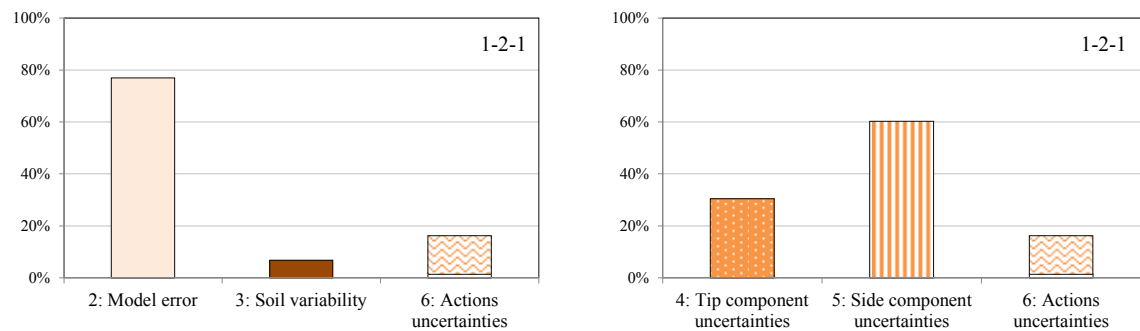 100%
80%
60%
40%
20%
0%
1-2-1
2: Model error
3: Soil variability
6: Actions
uncertainties
100%
80%
60%
40%
20%
0%
1-2-1
4: Tip component
uncertainties
5: Side component
uncertainties
6: Actions
uncertainties